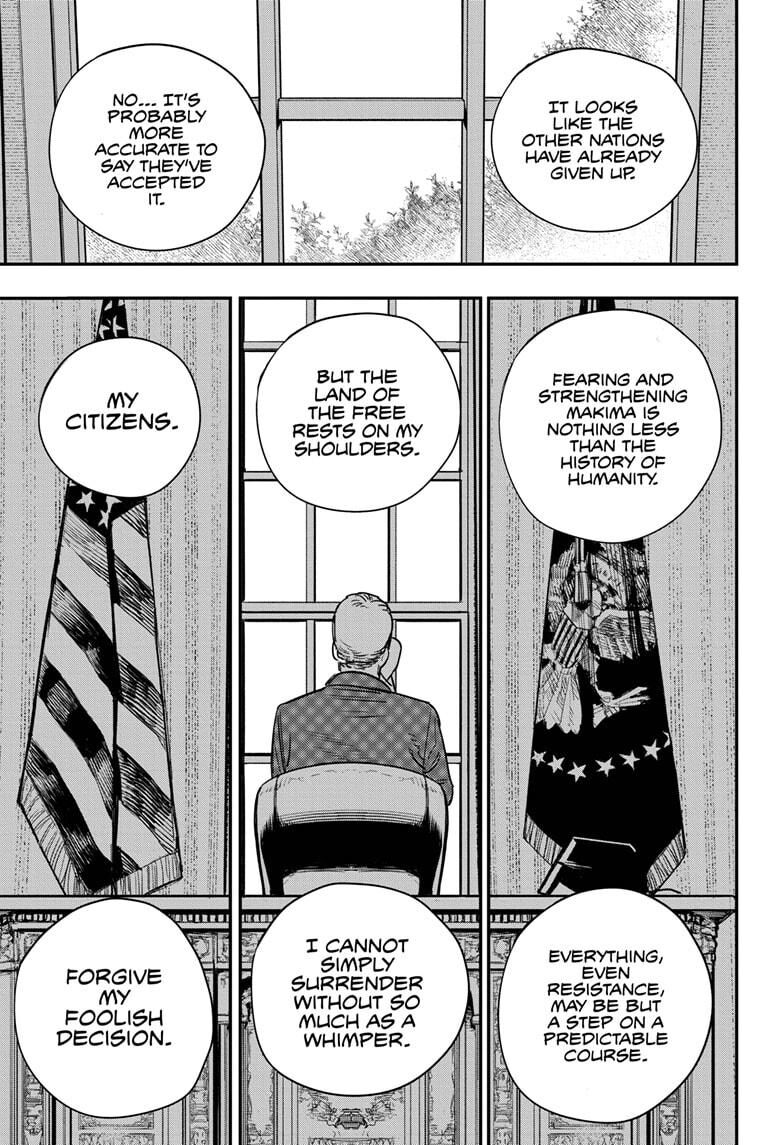 IT LOOKS
LIKE THE
OTHER NATIONS
HAVE ALREADY
GIVEN UP.
NO... IT'S
PROBABLY
MORE
ACCURATE TO
SAY THEY'VE
ACCEPTED
IT.
FEARING AND
STRENGTHENING
MAKIMA IS
NOTHING LESS
THAN THE
HISTORY OF
HUMANITY.
EVERYTHING,
EVEN
RESISTANCE,
MAY BE BUT
A STEP ON A
PREDICTABLE
COURSE.
BUT THE
LAND OF
THE FREE
RESTS ON MY
SHOULDERS.
I CANNOT
SIMPLY
SURRENDER
WITHOUT SO
MUCH AS A
WHIMPER.
MY
CITIZENS.
FORGIVE
MY
FOOLISH
DECISION.